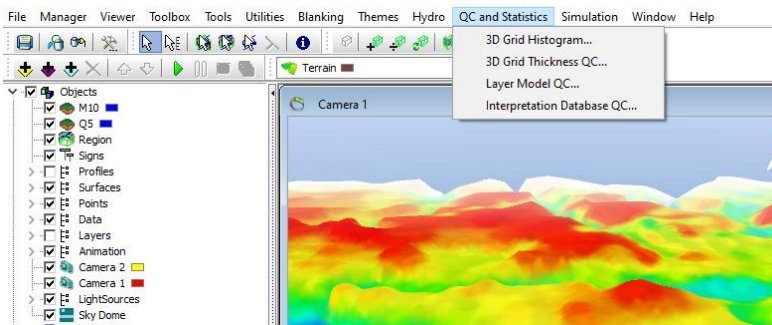 File Manager Viewer Toolbox Tools Utilities Blanking Themes Hydro QC and Statistics Simulation Window Help
3D Grid Histogram...
3D Grid Thickness QC...
Layer Model QC...
Interpretation Database QC...
Terrain
Objects
M10
Q5
Region
Signs
Profiles
Surfaces
Points
Data
Layers
Animation
Camera 2
Camera 1
LightSources
Sky Dome
Camera 1